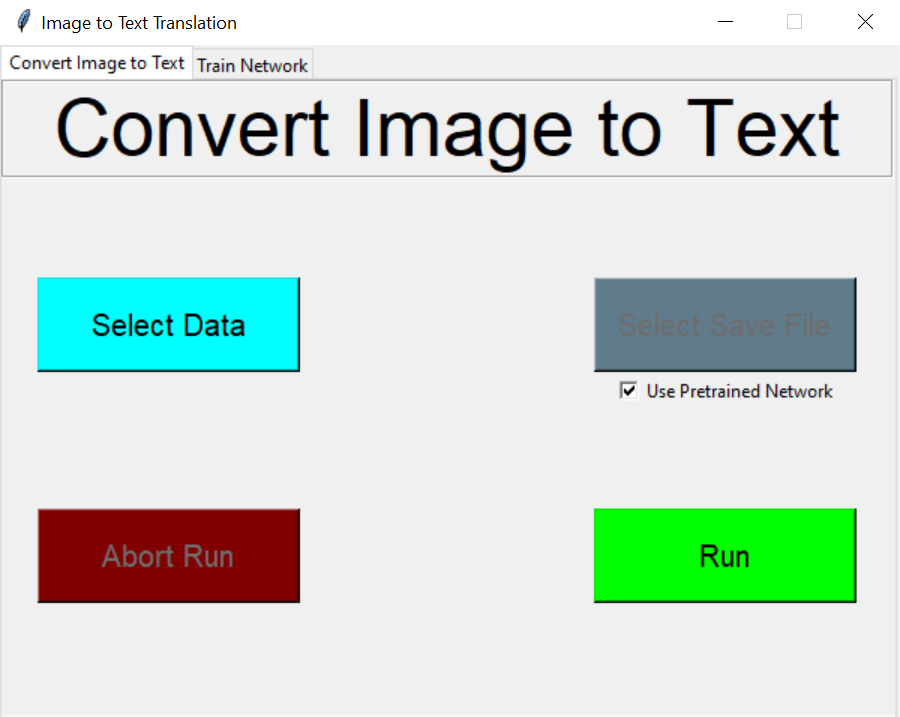 Image to Text Translation
Convert Image to Text
Train Network
Convert Image to Text
Select Data
Select Save File
Use Pretrained Network
Abort Run
Run